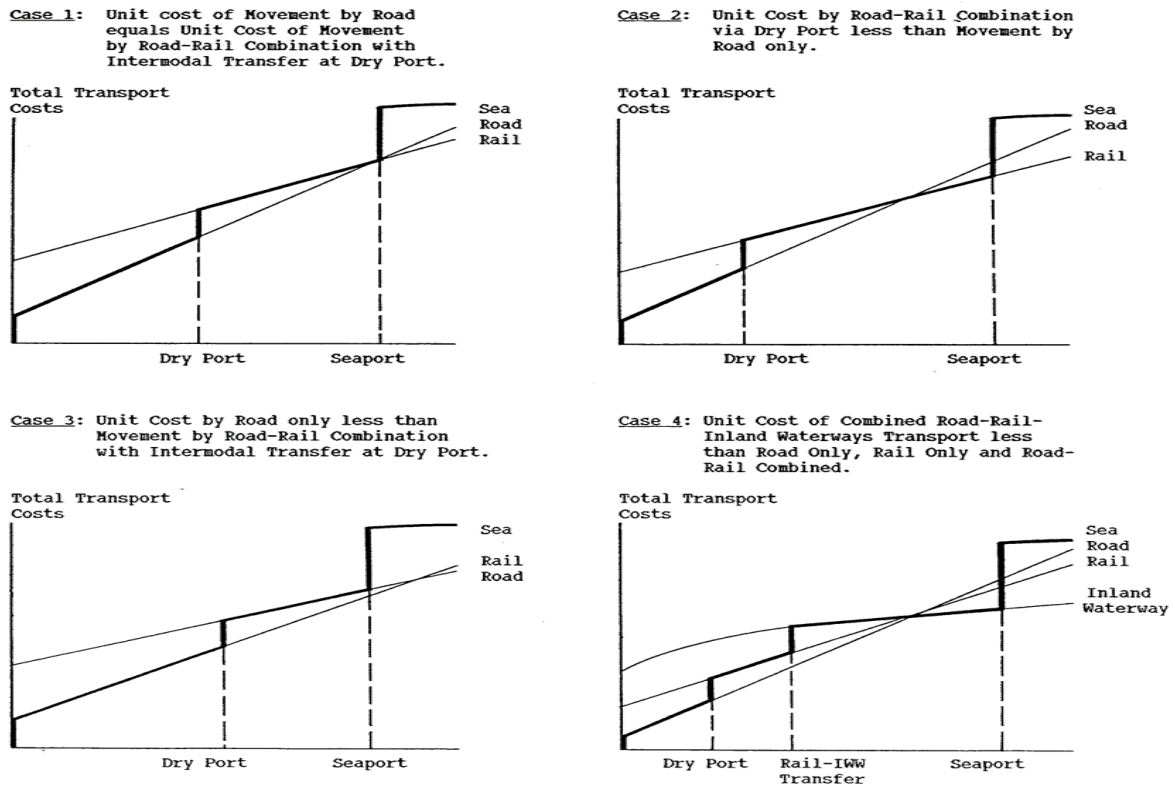 Case 1: Unit cost of Movement by Road
equals Unit Cost of Movement
by Road-Rail Combination with
Intermodal Transfer at Dry Port.
Total Transport
Costs
Sea
Road
Rail
Dry Port
Seaport
Case 2: Unit Cost by Road-Rail Combination
via Dry Port less than Movement by
Road only.
Total Transport
Costs
Sea
Road
Rail
Dry Port
Seaport
Case 3: Unit Cost by Road only less than
Movement by Road-Rail Combination
with Intermodal Transfer at Dry Port.
Total Transport
Costs
Sea
Rail
Road
Dry Port
Seaport
Case 4: Unit Cost of Combined Road-Rail-
Inland Waterways Transport less
than Road Only, Rail Only and Road-
Rail Combined.
Total Transport
Costs
Sea
Road
Rail
Inland
Waterway
Dry Port
Rail-IWW
Transfer
Seaport